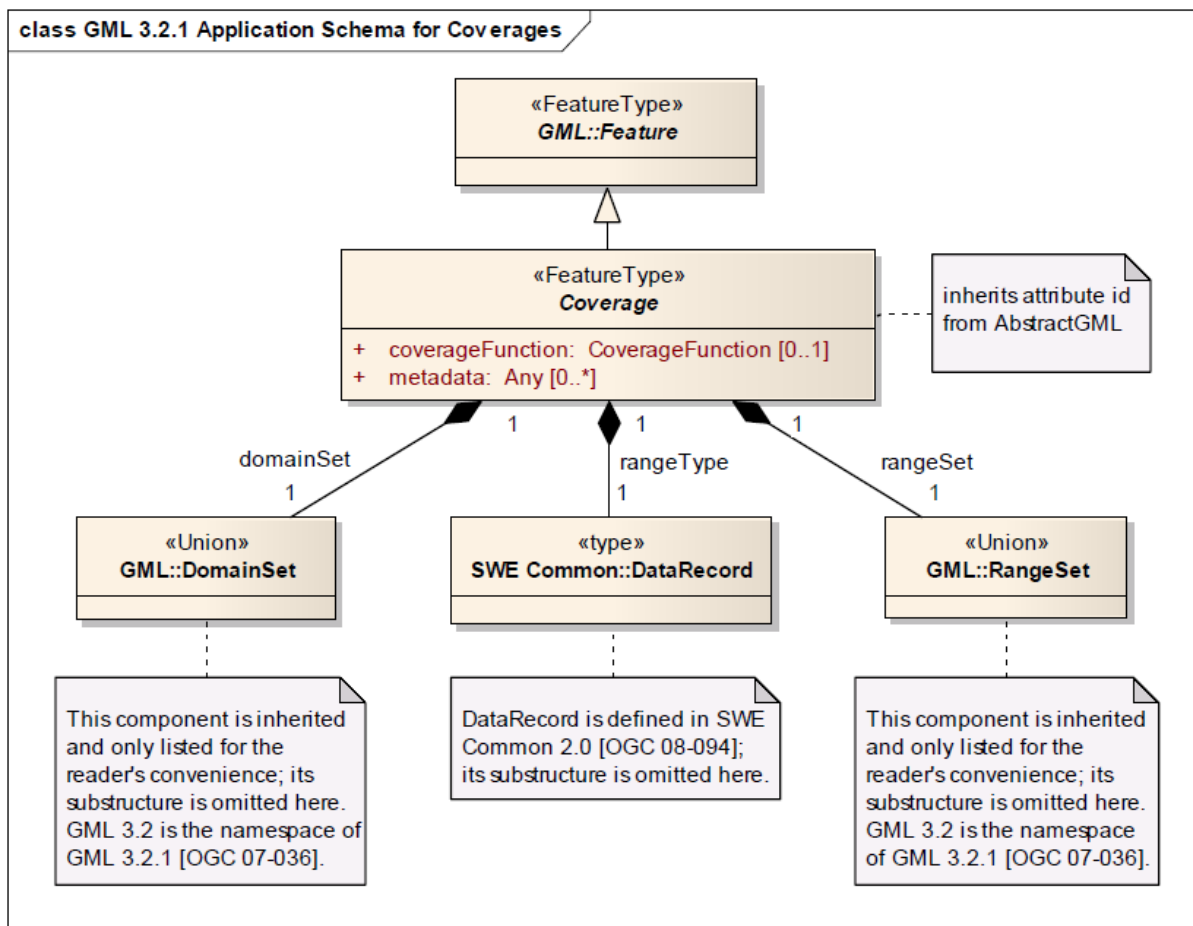 class GML 3.2.1 Application Schema for Coverages
«FeatureType»
GML::Feature
«FeatureType»
Coverage
+ coverageFunction: CoverageFunction [0..1]
+ metadata: Any [0..*]
inherits attribute id
from AbstractGML
1
1
1
domainSet
rangeType
rangeSet
1
1
1
«Union»
GML::DomainSet
«type»
SWE Common::DataRecord
«Union»
GML::RangeSet
This component is inherited
and only listed for the
reader's convenience; its
substructure is omitted here.
GML 3.2 is the namespace of
GML 3.2.1 [OGC 07-036].
DataRecord is defined in SWE
Common 2.0 [OGC 08-094];
its substructure is omitted here.
This component is inherited
and only listed for the
reader's convenience; its
substructure is omitted here.
GML 3.2 is the namespace
of GML 3.2.1 [OGC 07-036].